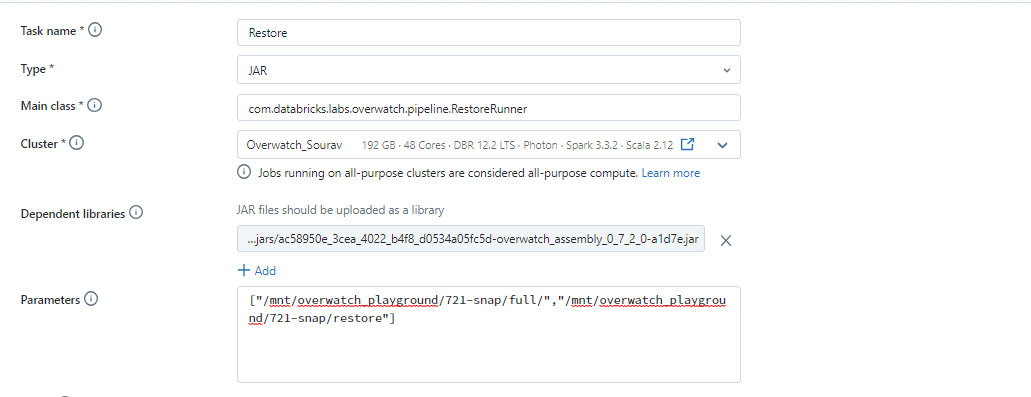 Task name *
Restore
Type *
JAR
Main class *
com.databricks.labs.overwatch.pipeline.RestoreRunner
Cluster *
Overwatch_Sourav 192 GB · 48 Cores · DBR 12.2 LTS · Photon · Spark 3.3.2 · Scala 2.12
Jobs running on all-purpose clusters are considered all-purpose compute. Learn more
Dependent libraries
JAR files should be uploaded as a library
...jars/ac58950e_3cea_4022_b4f8_d0534a05fc5d-overwatch_assembly_0_7_2_0-a1d7e.jar
+ Add
Parameters
["/mnt/overwatch_playground/721-snap/full/","/mnt/overwatch_playgrou
nd/721-snap/restore"]